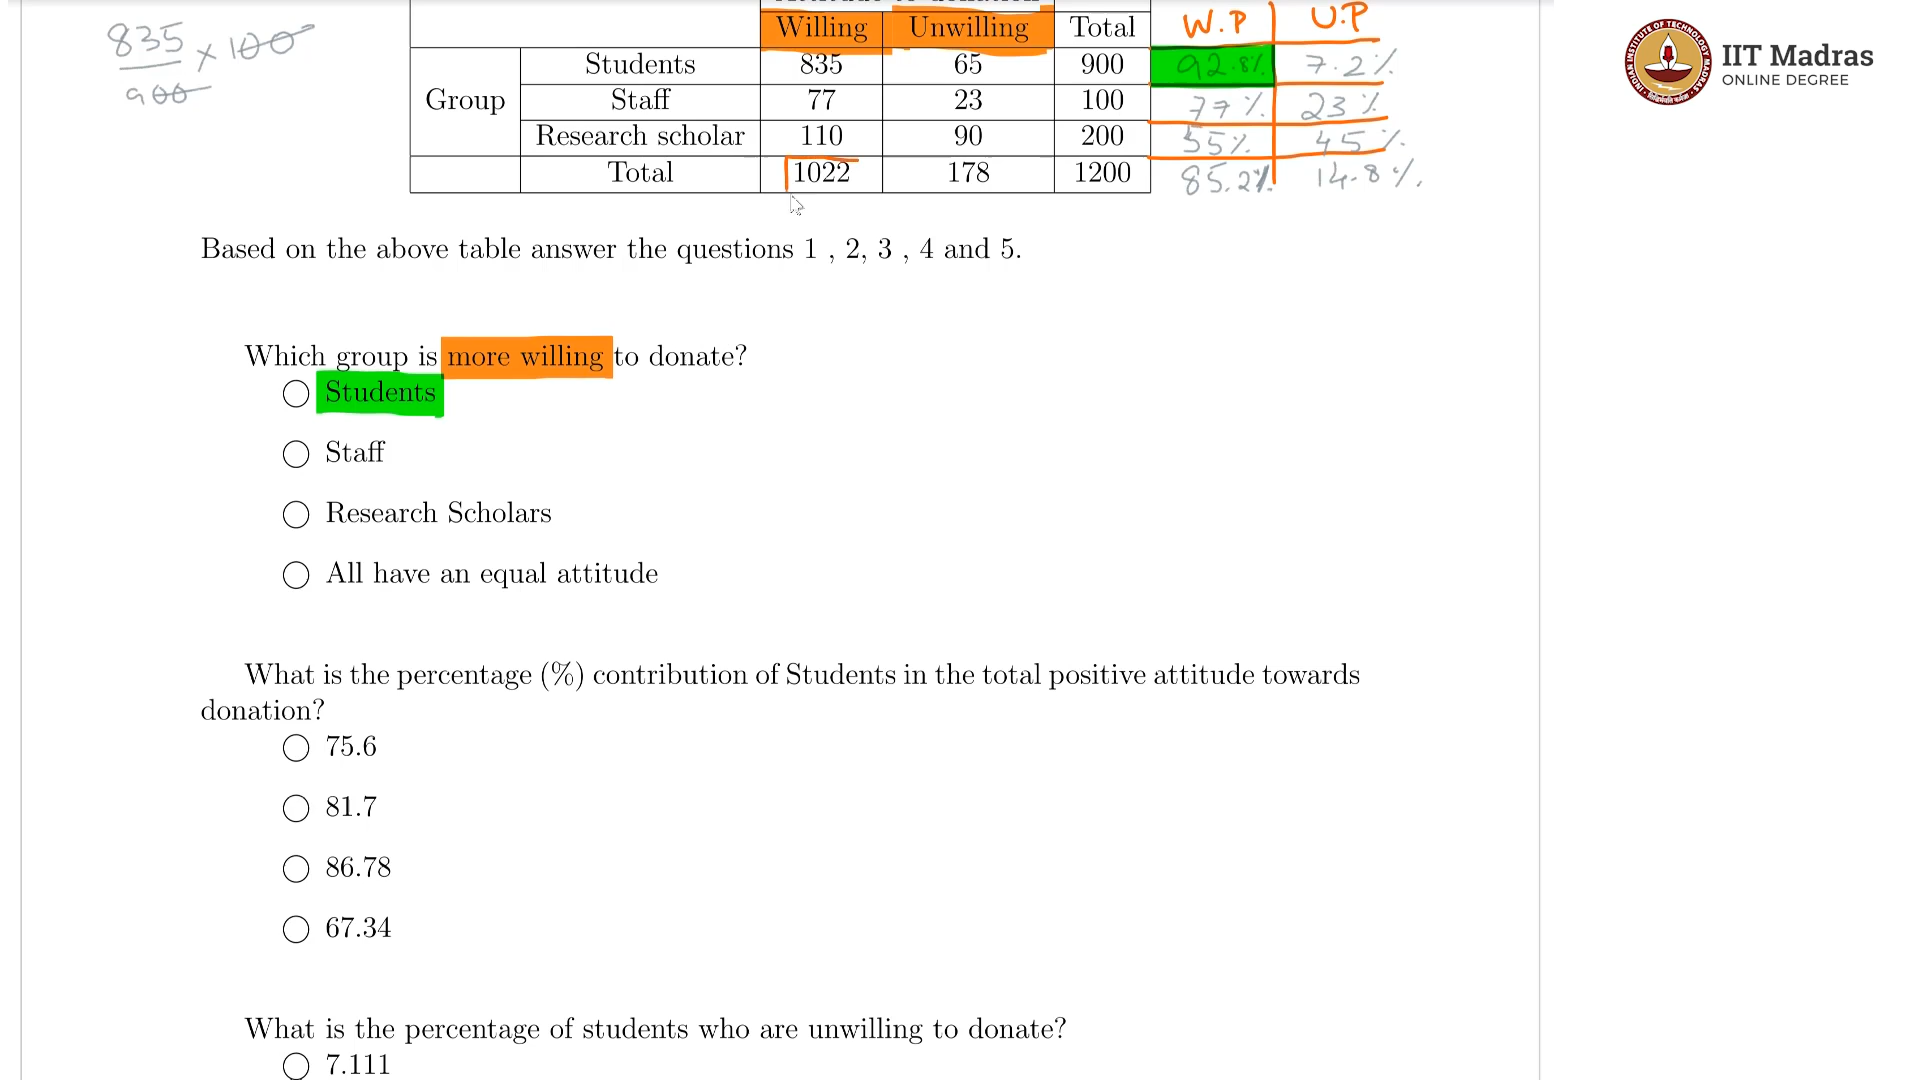 835 × 100
900
Willing Unwilling Total W.P U.P
Students 835 65 900 92.8% 7.2%
Group Staff 77 23 100 77% 23%
Research scholar 110 90 200 55% 45%
Total 1022 178 1200 85.2% 14.8%
IIT Madras
ONLINE DEGREE
Based on the above table answer the questions 1 , 2, 3 , 4 and 5.
Which group is more willing to donate?
Students
Staff
Research Scholars
All have an equal attitude
What is the percentage (%) contribution of Students in the total positive attitude towards
donation?
75.6
81.7
86.78
67.34
What is the percentage of students who are unwilling to donate?
7.111